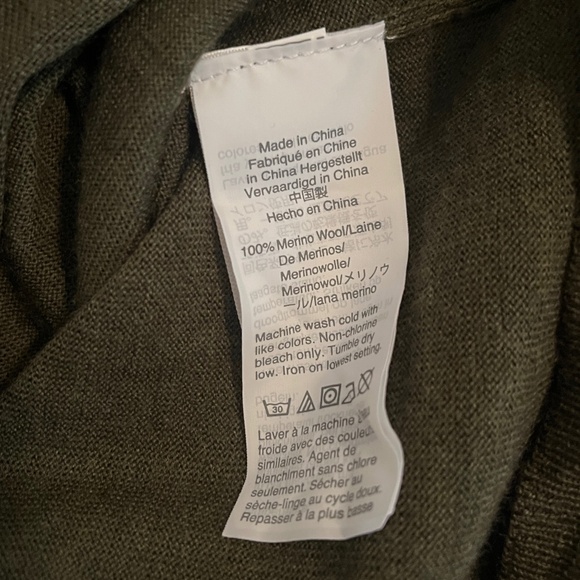 Made in China
Fabriqué en Chine
in China Hergestellt
Vervaardigd in China
中国製
Hecho en China
100% Merino Wool/Laine
De Merinos/
Merinowolle/
Merinowol/メリノウ
ール/lana merino
Machine wash cold with
like colors. Non-chlorine
bleach only. Tumble dry
low. Iron on lowest setting.
30
Laver à la machine
froide avec des couleurs
similaires. Agent de
blanchiment sans chlore
seulement. Sécher au
sèche-linge au cycle doux.
Repasser à la plus basse